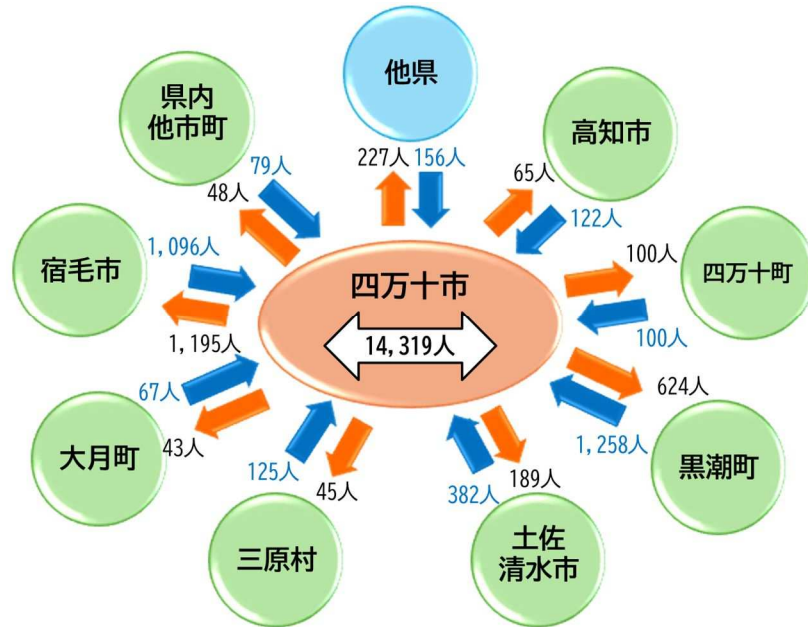 他県
県内
他市町
高知市
227人
156人
79人
48人
65人
122人
宿毛市
1,096人
1,195人
四万十市
14,319人
100人
四万十町
100人
大月町
67人
43人
624人
1,258人
黒潮町
125人
45人
三原村
382人
189人
土佐
清水市